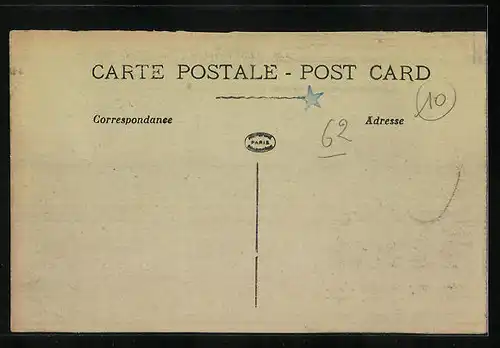 CARTE POSTALE - POST CARD
10
Correspondance
62
Adresse
PARIS